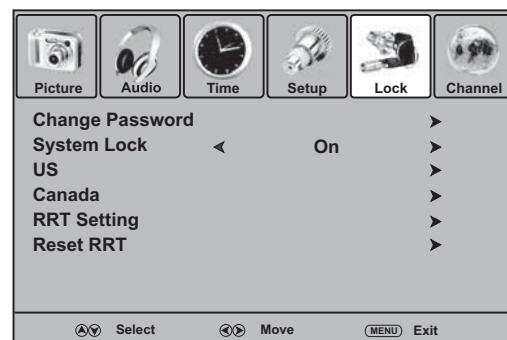 Picture Audio Time Setup Lock Channel
Change Password
System Lock On
US
Canada
RRT Setting
Reset RRT
Select Move MENU Exit